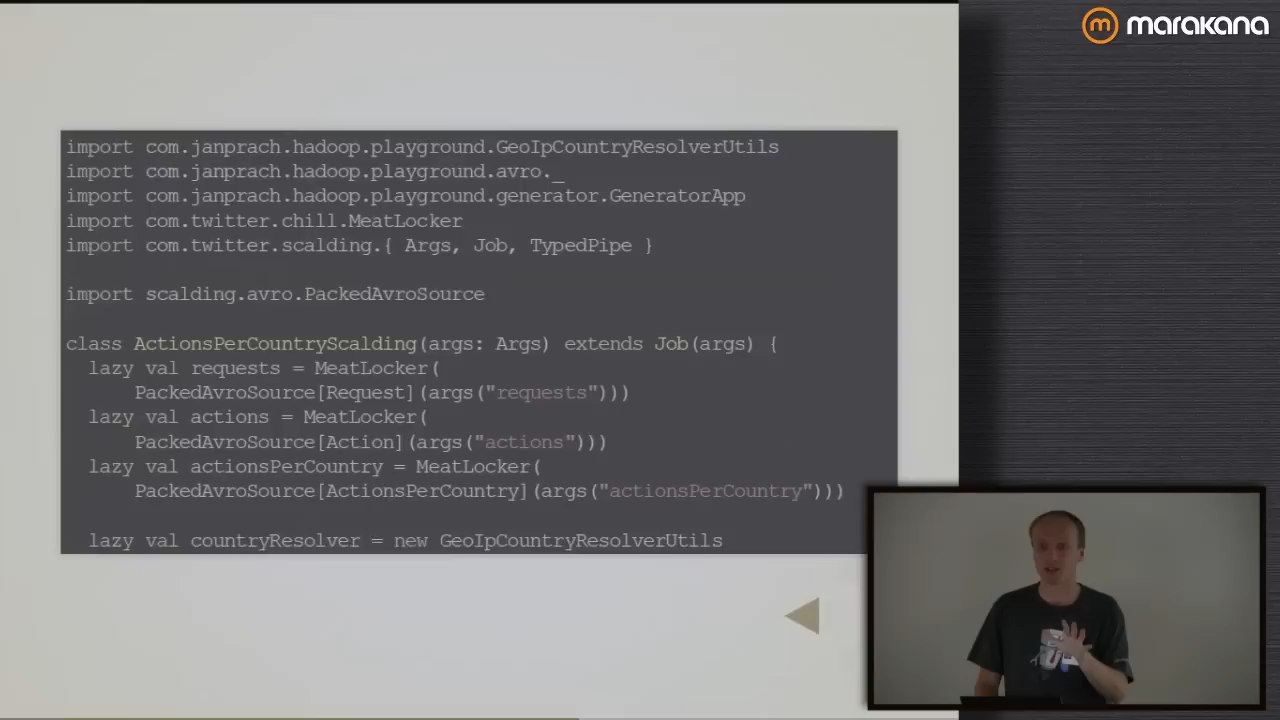 marakana
import com.janprach.hadoop.playground.GeoIpCountryResolverUtils
import com.janprach.hadoop.playground.avro._
import com.janprach.hadoop.playground.generator.GeneratorApp
import com.twitter.chill.MeatLocker
import com.twitter.scalding.{ Args, Job, TypedPipe }
import scalding.avro.PackedAvroSource
class ActionsPerCountryScalding(args: Args) extends Job(args) {
lazy val requests = MeatLocker(
PackedAvroSource[Request](args("requests")))
lazy val actions = MeatLocker(
PackedAvroSource[Action](args("actions")))
lazy val actionsPerCountry = MeatLocker(
PackedAvroSource[ActionsPerCountry](args("actionsPerCountry")))
lazy val countryResolver = new GeoIpCountryResolverUtils